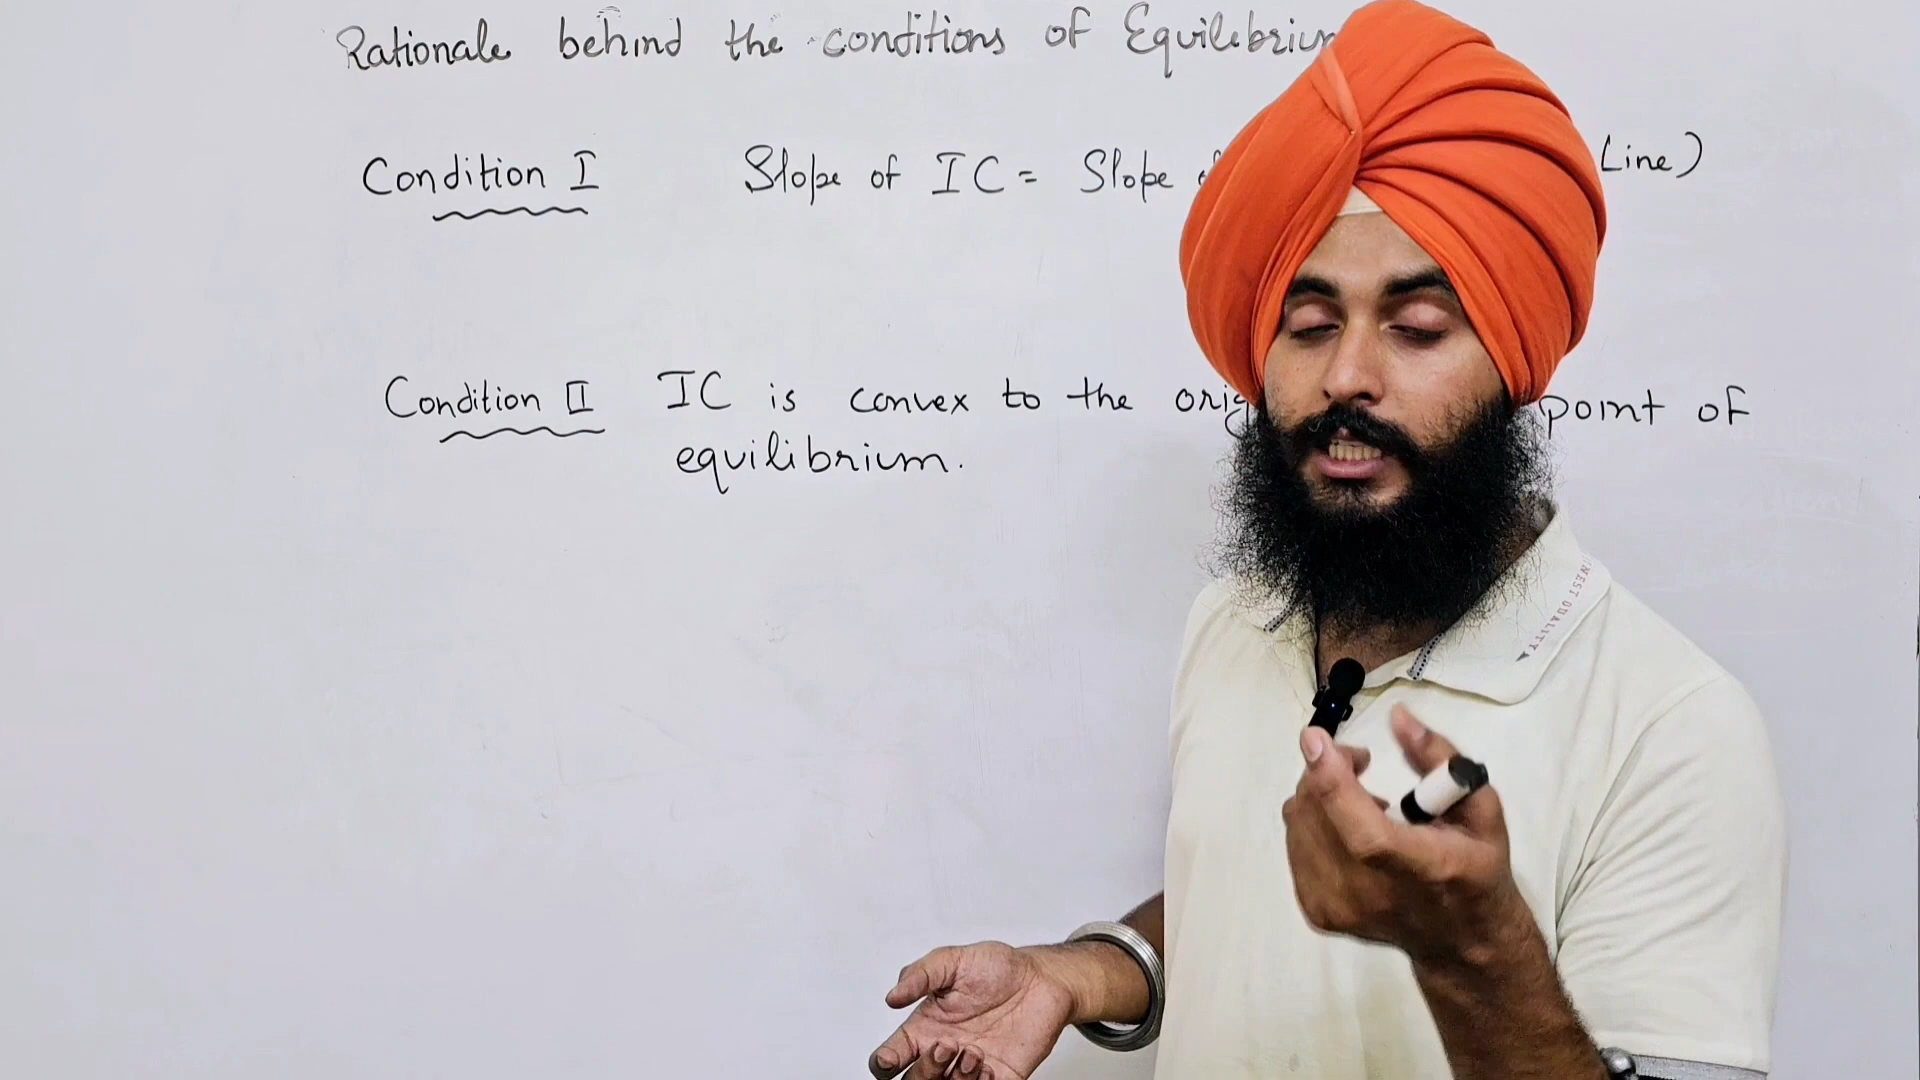 Rationale behind the conditions of Equilibrium
Condition I Slope of IC = Slope Line)
Condition II IC is convex to the point of
equilibrium.